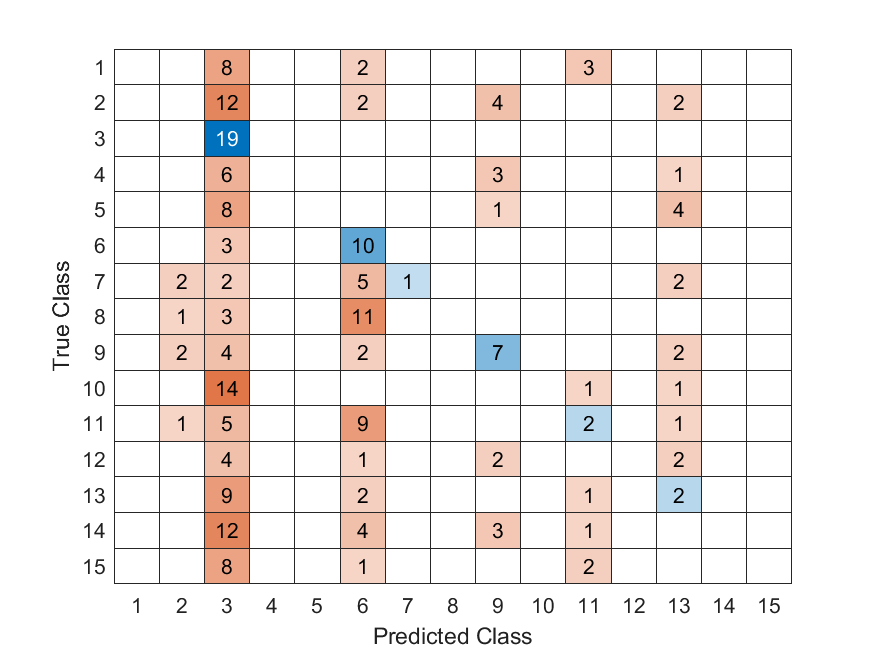 1 8 2 3
2 12 2 4 2
3 19
4 6 3 1
5 8 1 4
6 3 10
7 2 2 5 1 2
8 1 3 11
9 2 4 2 7 2
10 14 1 1
11 1 5 9 2 1
12 4 1 2 2
13 9 2 1 2
14 12 4 3 1
15 8 1 2
1 2 3 4 5 6 7 8 9 10 11 12 13 14 15
Predicted Class
True Class